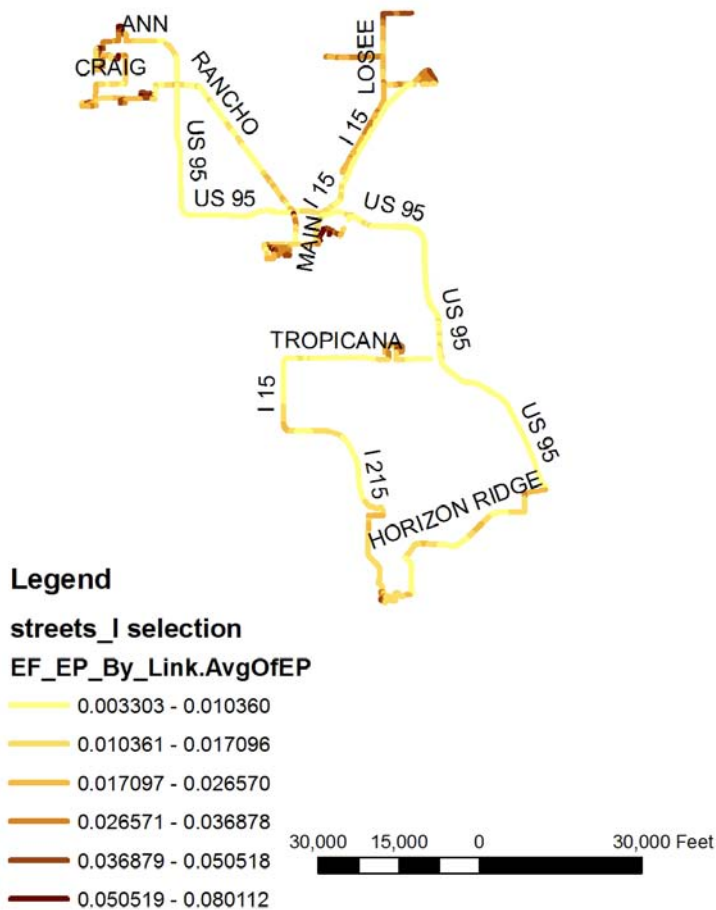 ANN
CRAIG
RANCHO
LOSEE
I 15
US 95
I 15
US 95
US 95
MAIN
US 95
TROPICANA
I 15
US 95
I 215
HORIZON RIDGE
Legend
streets_I selection
EF_EP_By_Link.AvgOfEP
0.003303 - 0.010360
0.010361 - 0.017096
0.017097 - 0.026570
0.026571 - 0.036878
0.036879 - 0.050518
0.050519 - 0.080112
30,000 15,000 0 30,000 Feet